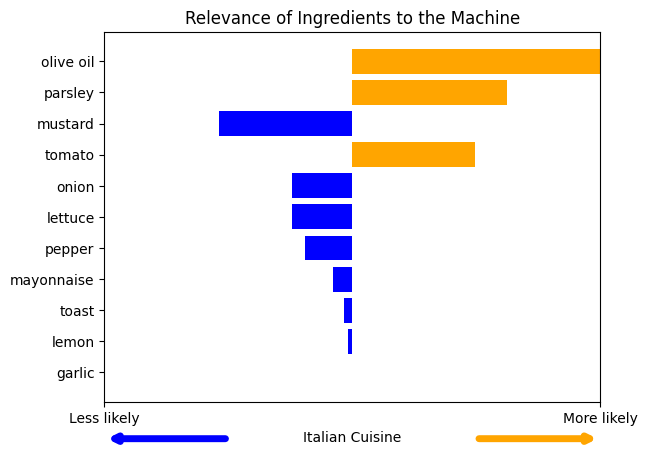 Relevance of Ingredients to the Machine
olive oil
parsley
mustard
tomato
onion
lettuce
pepper
mayonnaise
toast
lemon
garlic
Less likely
More likely
Italian Cuisine